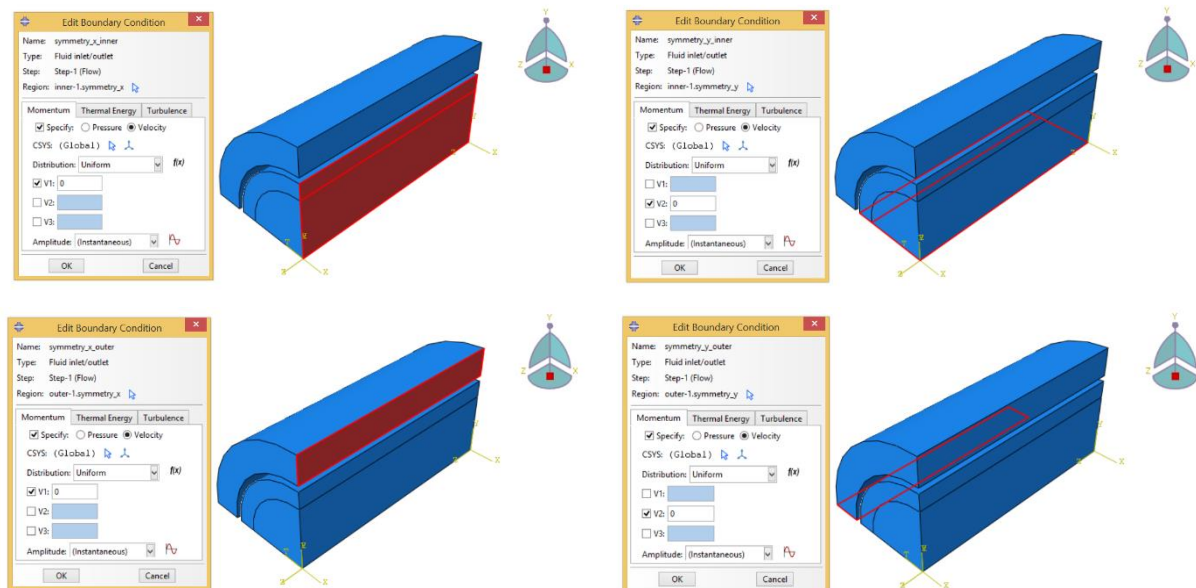 Edit Boundary Condition
Name: symmetry_x_inner
Type: Fluid inlet/outlet
Step: Step-1 (Flow)
Region: inner-1.symmetry_x
Momentum Thermal Energy Turbulence
Specify: Pressure Velocity
CSYS: (Global)
Distribution: Uniform f(x)
V1: 0
V2:
V3:
Amplitude: (Instantaneous)
OK Cancel
Y
Z X
X
X
Edit Boundary Condition
Name: symmetry_y_inner
Type: Fluid inlet/outlet
Step: Step-1 (Flow)
Region: inner-1.symmetry_y
Momentum Thermal Energy Turbulence
Specify: Pressure Velocity
CSYS: (Global)
Distribution: Uniform f(x)
V1:
V2: 0
V3:
Amplitude: (Instantaneous)
OK Cancel
Y
Z X
X
X
Edit Boundary Condition
Name: symmetry_x_outer
Type: Fluid inlet/outlet
Step: Step-1 (Flow)
Region: outer-1.symmetry_x
Momentum Thermal Energy Turbulence
Specify: Pressure Velocity
CSYS: (Global)
Distribution: Uniform f(x)
V1: 0
V2:
V3:
Amplitude: (Instantaneous)
OK Cancel
Y
Z X
X
X
Edit Boundary Condition
Name: symmetry_y_outer
Type: Fluid inlet/outlet
Step: Step-1 (Flow)
Region: outer-1.symmetry_y
Momentum Thermal Energy Turbulence
Specify: Pressure Velocity
CSYS: (Global)
Distribution: Uniform f(x)
V1:
V2: 0
V3:
Amplitude: (Instantaneous)
OK Cancel
Y
Z X
X
X